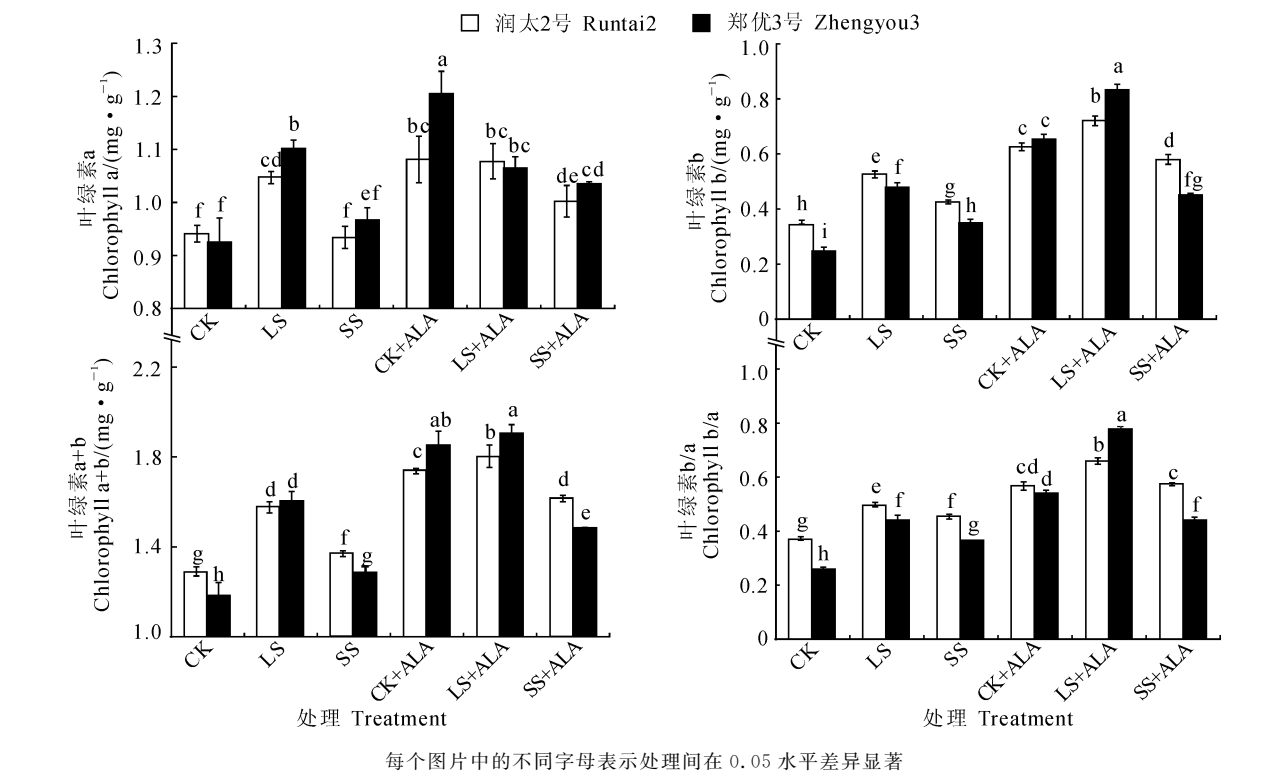 润太2号 Runtai2 郑优3号 Zhengyou3
叶绿素a
Chlorophyll a/(mg·g⁻¹)
1.3
1.2
1.1
1.0
0.9
0.8
f f cd b f ef bc a bc bc de cd
CK LS SS CK+ALA LS+ALA SS+ALA
叶绿素b
Chlorophyll b/(mg·g⁻¹)
1.0
0.8
0.6
0.4
0.2
0
h i e f g h c c b a d fg
CK LS SS CK+ALA LS+ALA SS+ALA
叶绿素a+b
Chlorophyll a+b/(mg·g⁻¹)
2.2
1.8
1.4
1.0
g h d d f g c ab b a d e
CK LS SS CK+ALA LS+ALA SS+ALA
处理 Treatment
叶绿素b/a
Chlorophyll b/a
1.0
0.8
0.6
0.4
0.2
0
g h e f f g cd d b a c f
CK LS SS CK+ALA LS+ALA SS+ALA
处理 Treatment
每个图片中的不同字母表示处理间在 0.05 水平差异显著